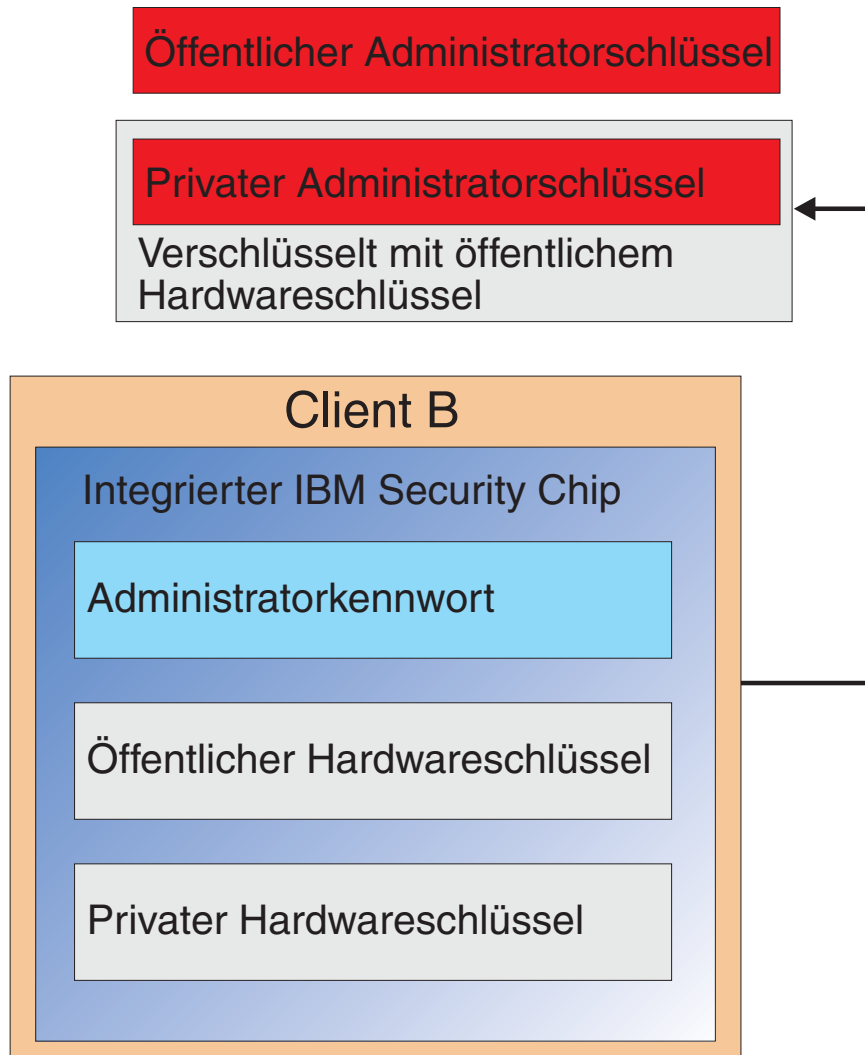 Öffentlicher Administratorschlüssel
Privater Administratorschlüssel
Verschlüsselt mit öffentlichem
Hardwareschlüssel
Client B
Integrierter IBM Security Chip
Administratorkennwort
Öffentlicher Hardwareschlüssel
Privater Hardwareschlüssel